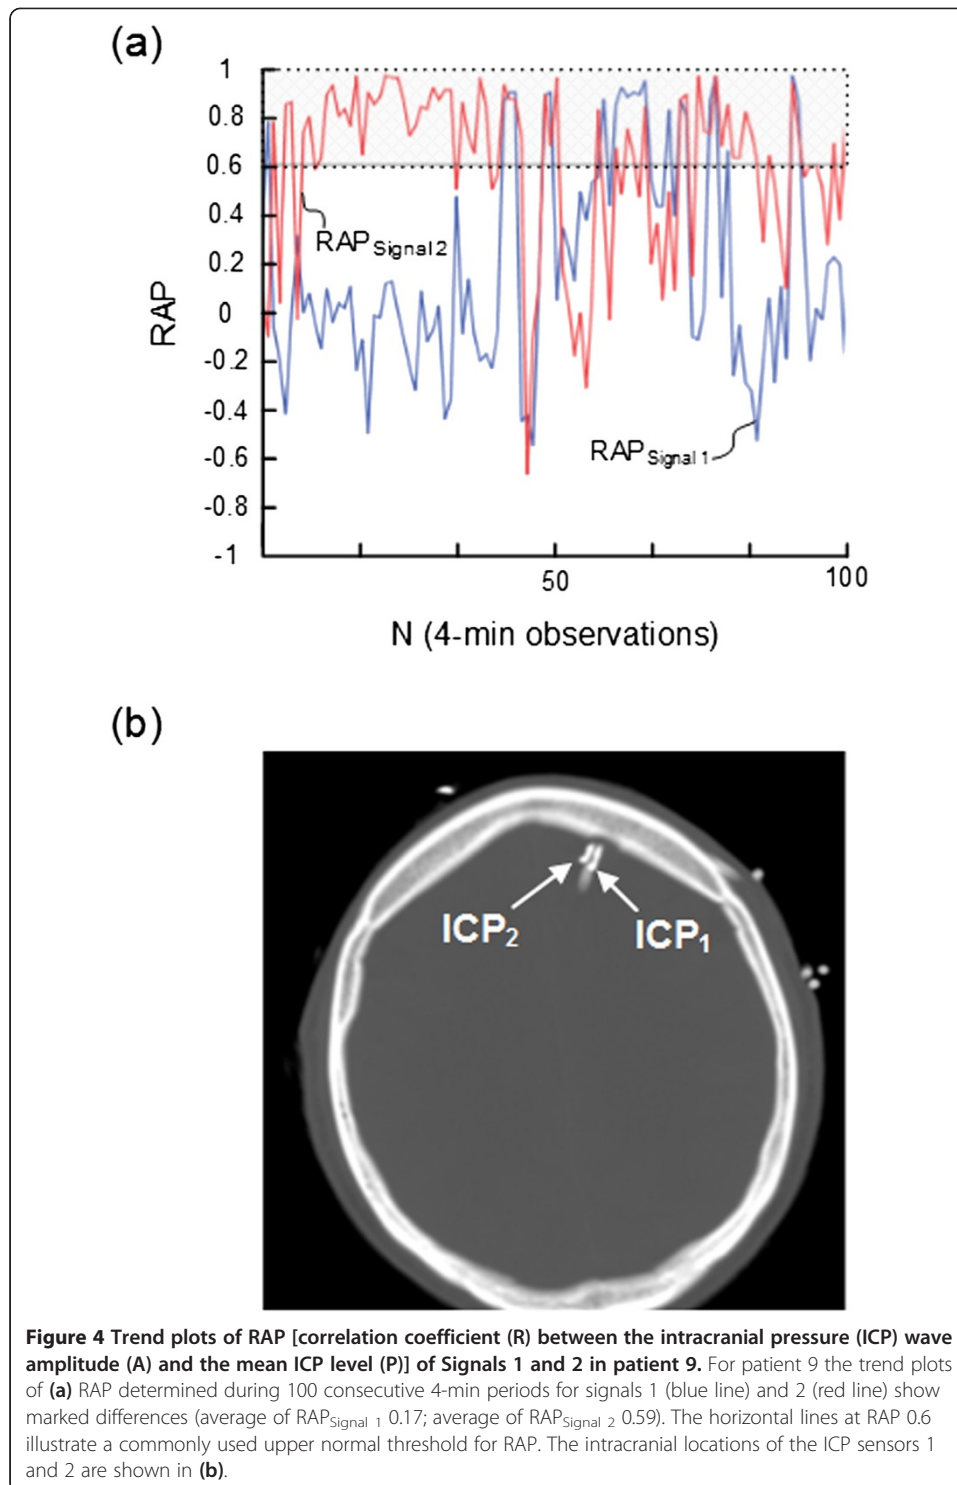 (a)
1
0.8
0.6
0.4
0.2
0
-0.2
-0.4
-0.6
-0.8
-1
RAP
RAP Signal 2
RAP Signal 1
50
100
N (4-min observations)
(b)
ICP2
ICP1
Figure 4 Trend plots of RAP [correlation coefficient (R) between the intracranial pressure (ICP) wave
amplitude (A) and the mean ICP level (P)] of Signals 1 and 2 in patient 9. For patient 9 the trend plots
of (a) RAP determined during 100 consecutive 4-min periods for signals 1 (blue line) and 2 (red line) show
marked differences (average of RAPSignal 1 0.17; average of RAPSignal 2 0.59). The horizontal lines at RAP 0.6
illustrate a commonly used upper normal threshold for RAP. The intracranial locations of the ICP sensors 1
and 2 are shown in (b).